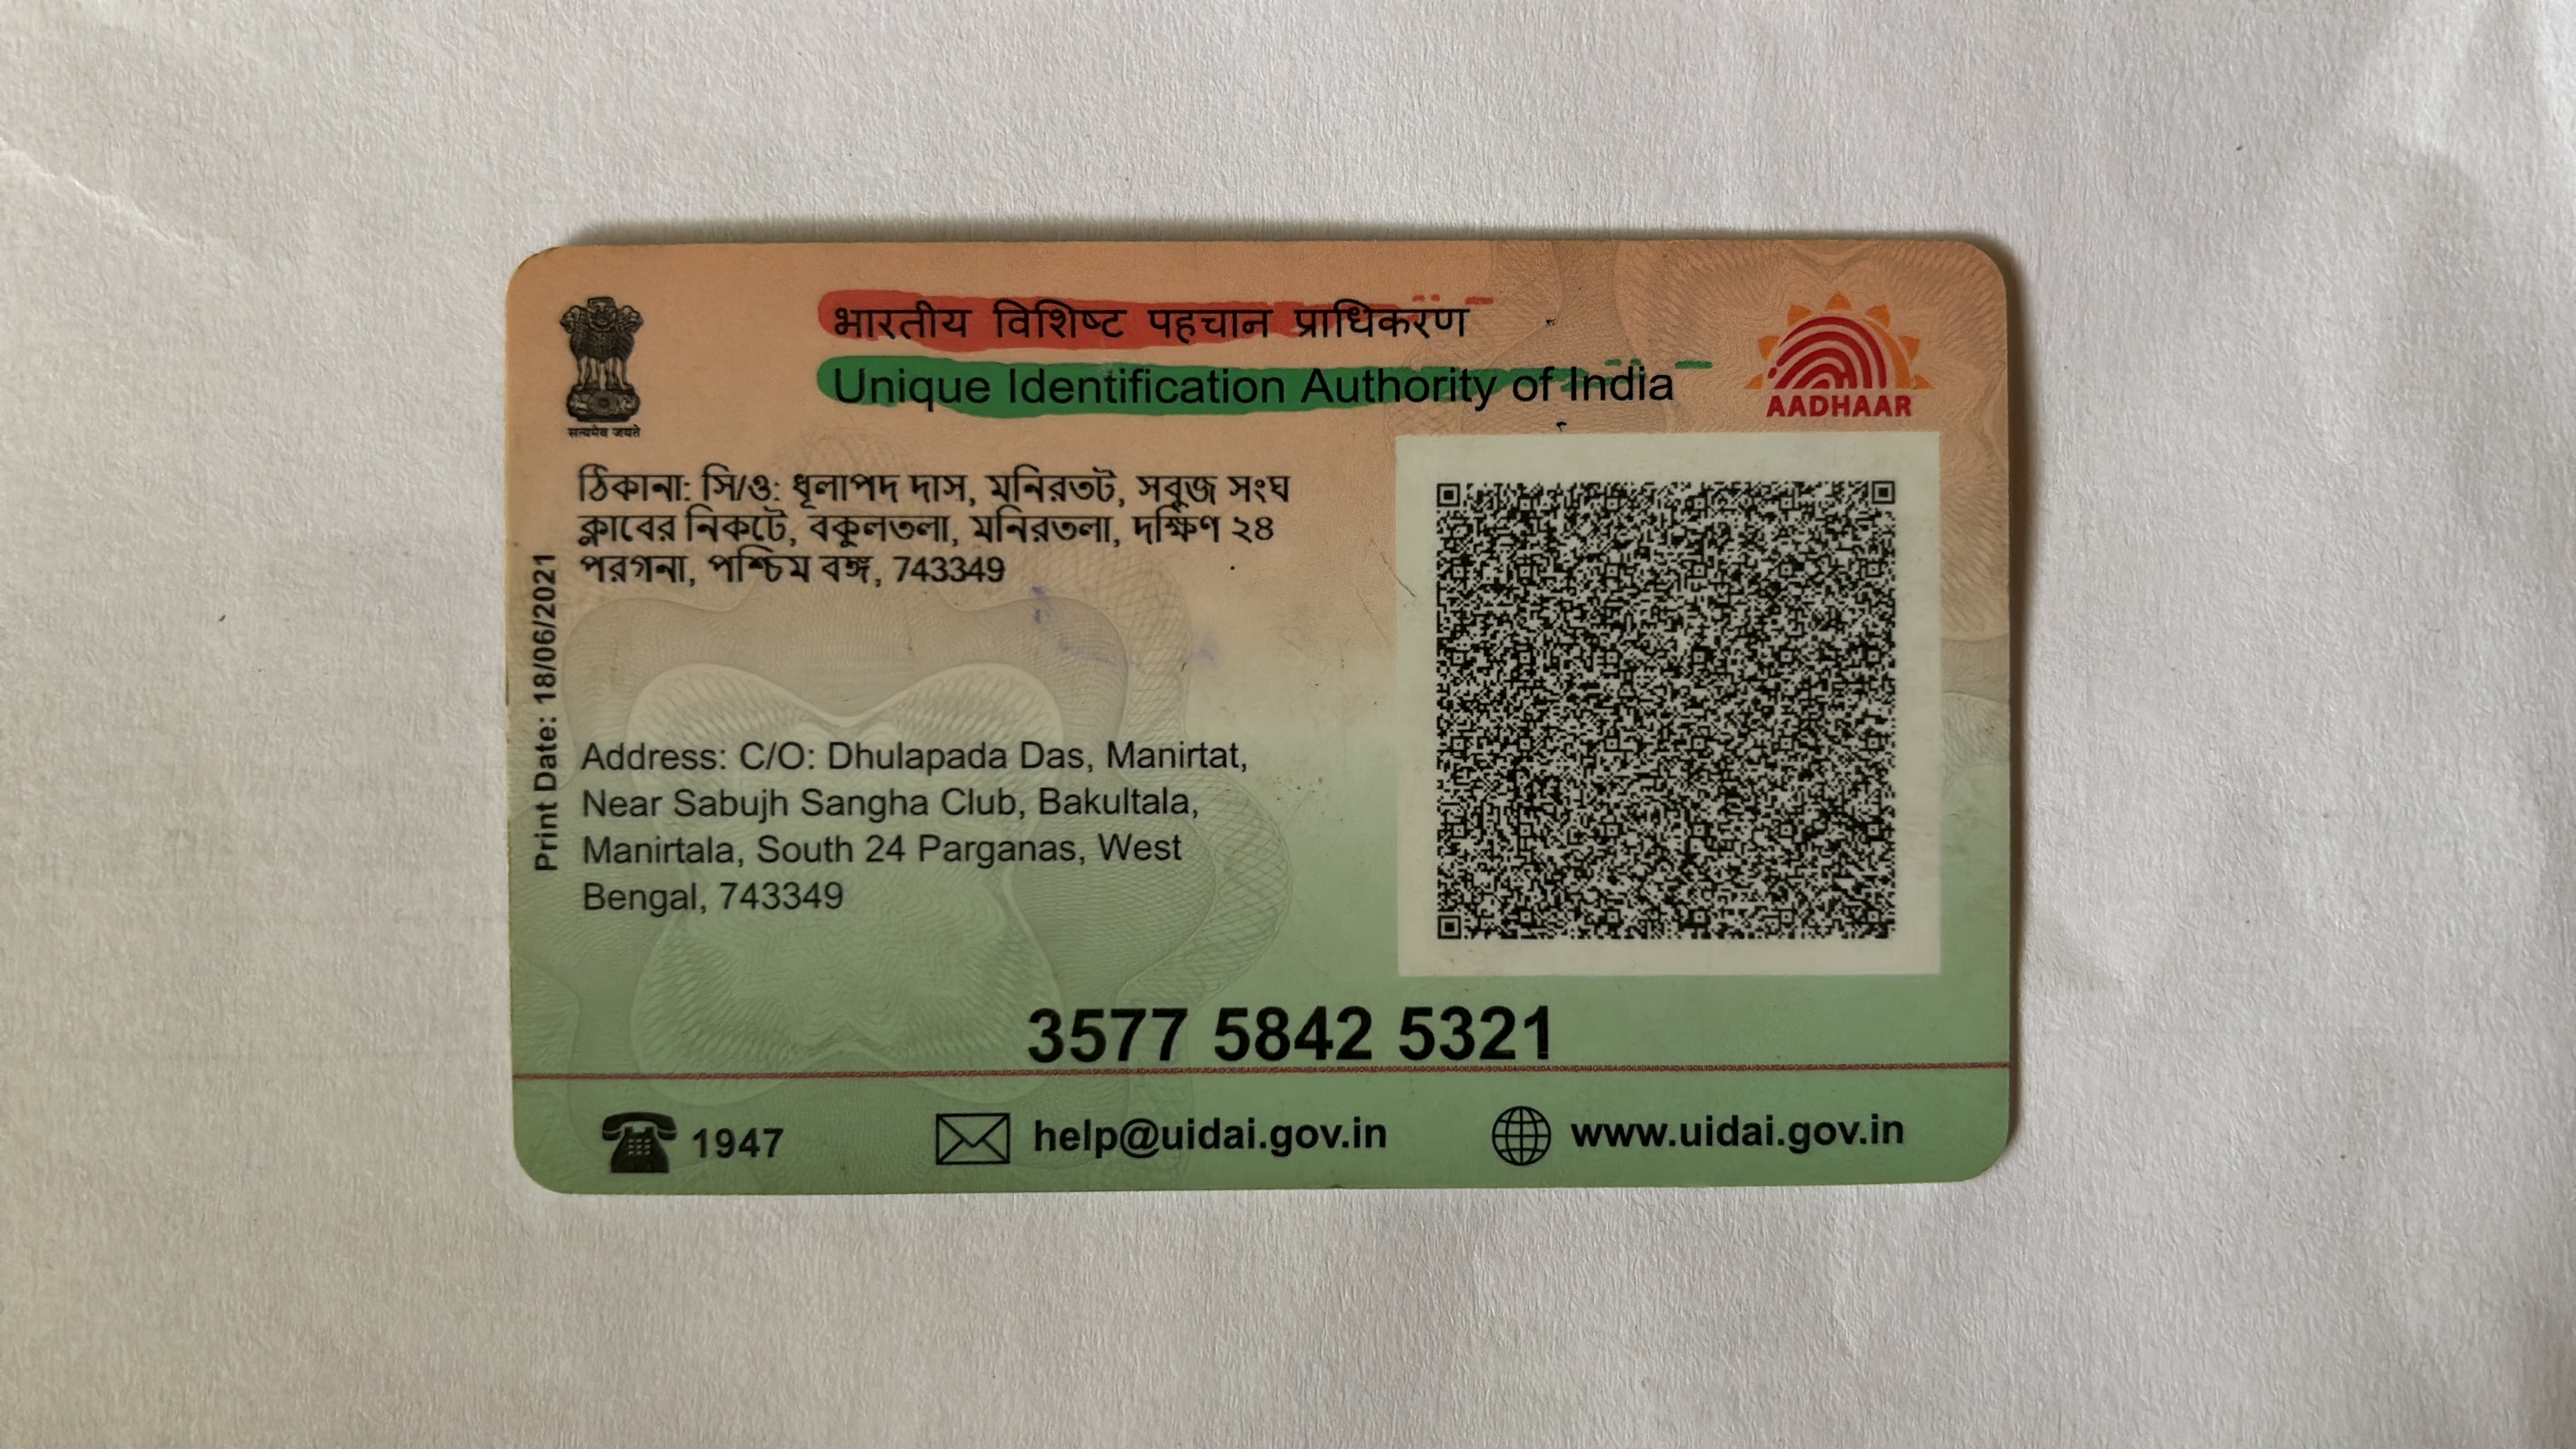 भारतीय विशिष्ट पहचान प्राधिकरण
Unique Identification Authority of India
सत्यमेव जयते
AADHAAR
ঠিকানা: সি/ও: ধূলাপদ দাস, মনিরতট, সবুজ সংঘ
ক্লাবের নিকটে, বকুলতলা, মনিরতলা, দক্ষিণ ২৪
পরগনা, পশ্চিম বঙ্গ, 743349
Print Date: 18/06/2021
Address: C/O: Dhulapada Das, Manirtat,
Near Sabujh Sangha Club, Bakultala,
Manirtala, South 24 Parganas, West
Bengal, 743349
3577 5842 5321
1947
help@uidai.gov.in
www.uidai.gov.in